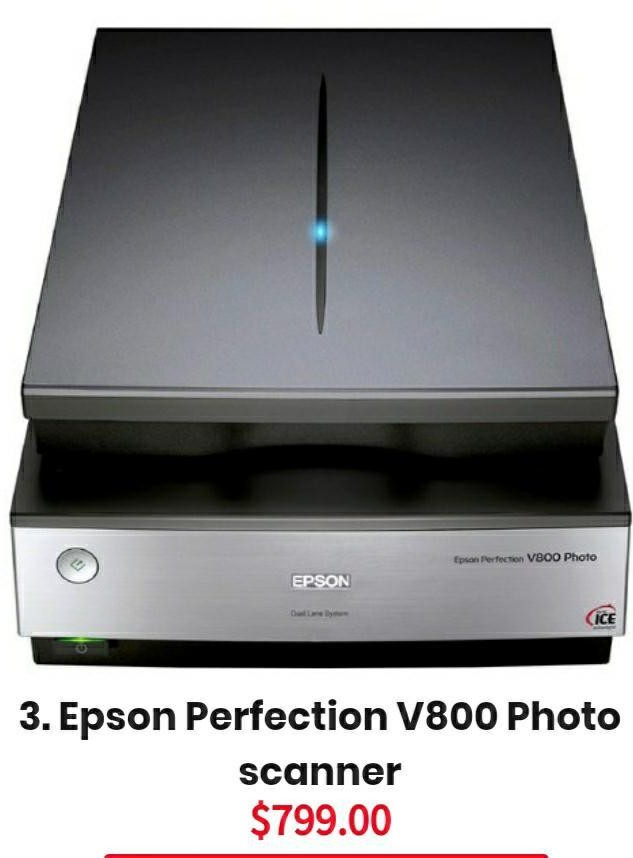 Epson Perfection V800 Photo
EPSON
Dual Lens System
ICE
3. Epson Perfection V800 Photo
scanner
$799.00